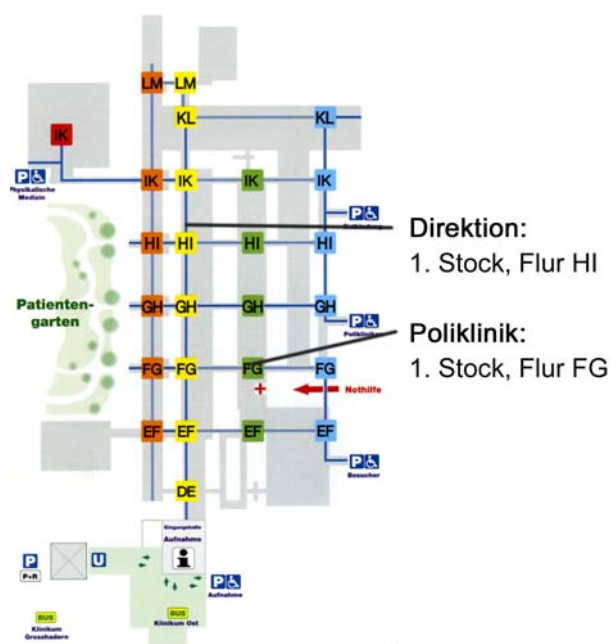 LM LM
KL KL
IK
IK IK IK IK
P
Physikalische
Medizin
P
HI HI HI HI
Direktion:
1. Stock, Flur HI
Patienten-
garten
GH GH GH GH
P
Polikliniken
Poliklinik:
1. Stock, Flur FG
FG FG FG FG
Nothilfe
EF EF EF EF
P
Besucher
DE
Eingangshalle
Aufnahme
i
P
P+R
U
P
Aufnahme
BUS
Klinikum
Grosshadern
BUS
Klinikum Ost